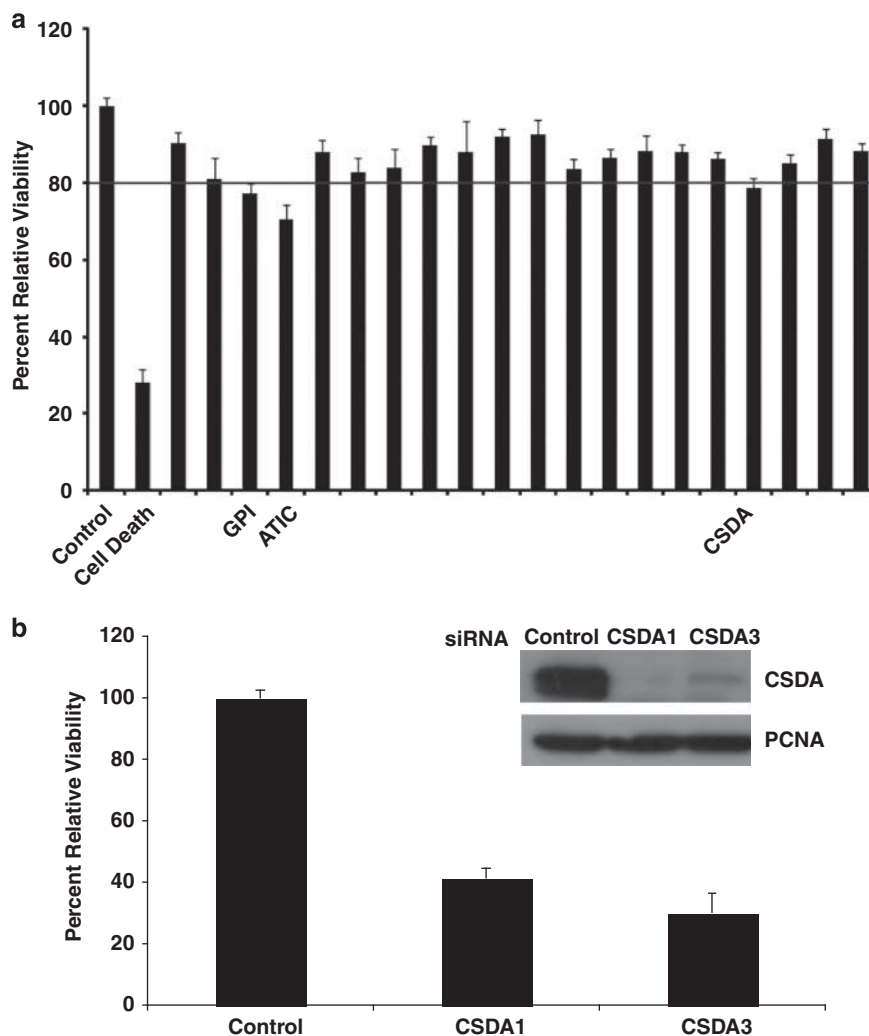 a
Percent Relative Viability
120
100
80
60
40
20
0
Control
Cell Death
GPI
ATIC
CSDA
b
Percent Relative Viability
120
100
80
60
40
20
0
siRNA Control CSDA1 CSDA3
CSDA
PCNA
Control CSDA1 CSDA3